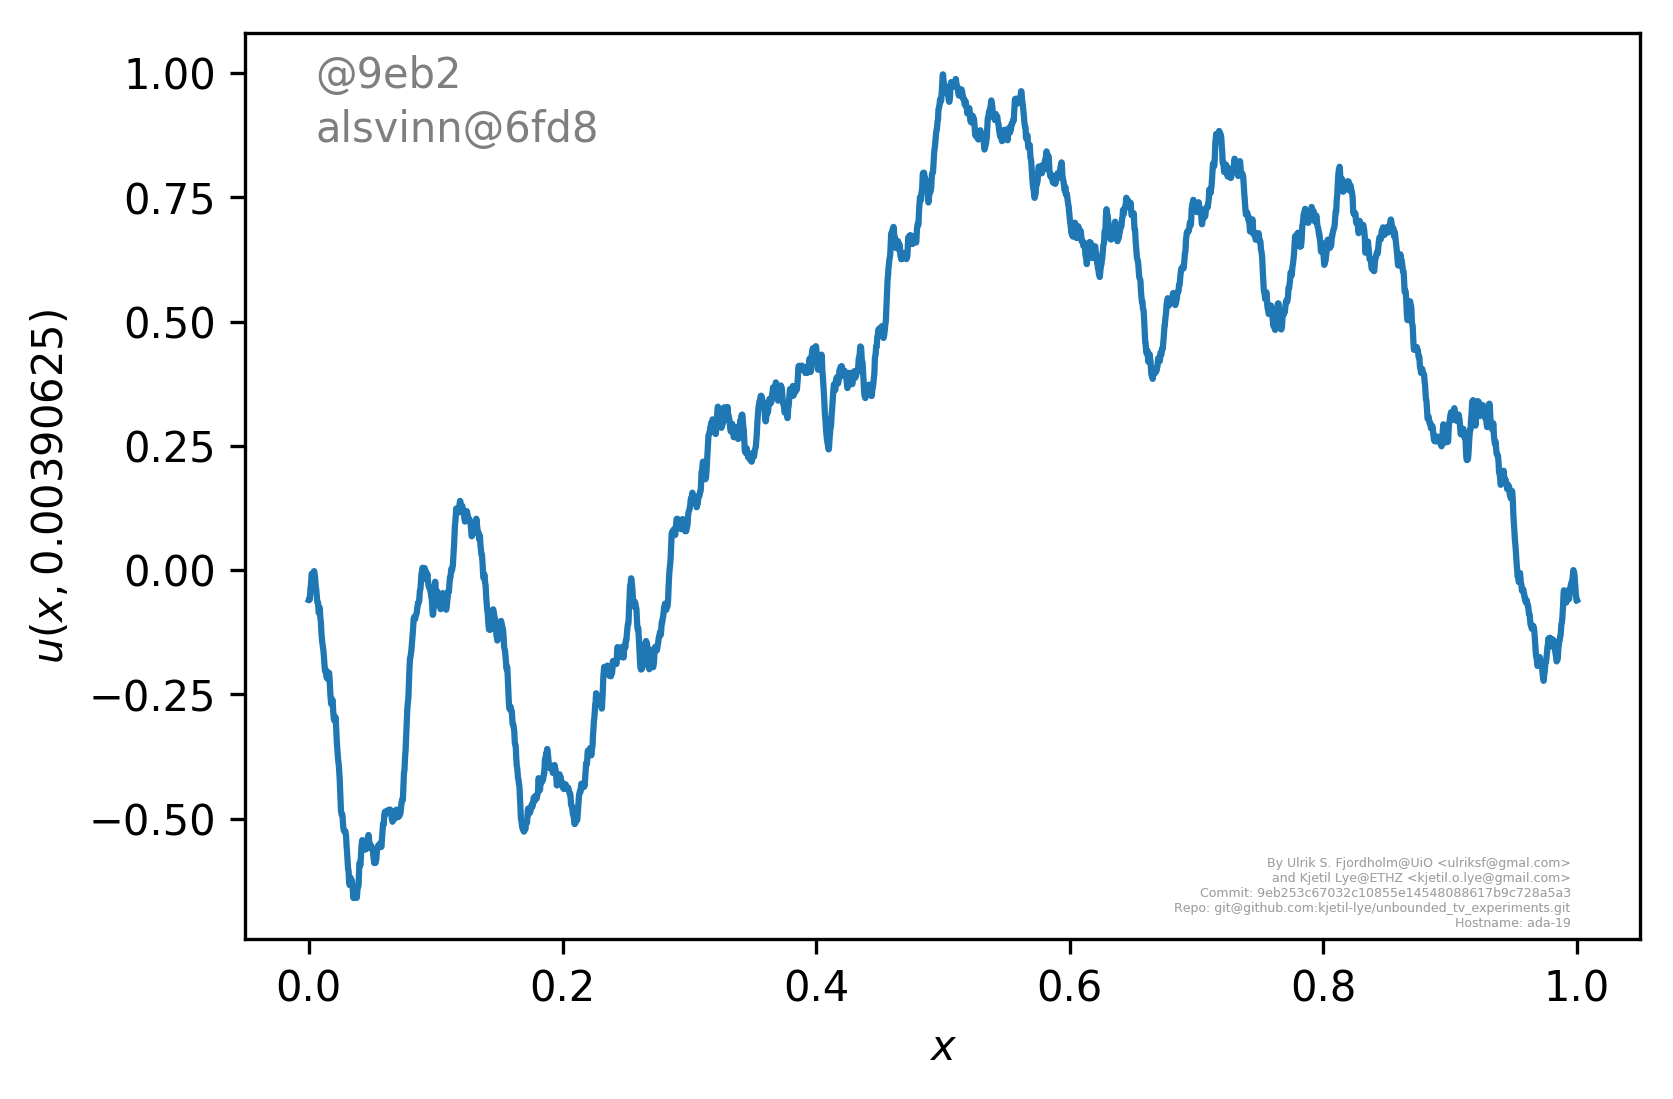 @9eb2
alsvinn@6fd8
1.00
0.75
0.50
0.25
0.00
−0.25
−0.50
u(x, 0.00390625)
0.0 0.2 0.4 0.6 0.8 1.0
x
By Ulrik S. Fjordholm@UiO <ulriksf@gmal.com>
and Kjetil Lye@ETHZ <kjetil.o.lye@gmail.com>
Commit: 9eb253c67032c10855e14548088617b9c728a5a3
Repo: git@github.com:kjetil-lye/unbounded_tv_experiments.git
Hostname: ada-19